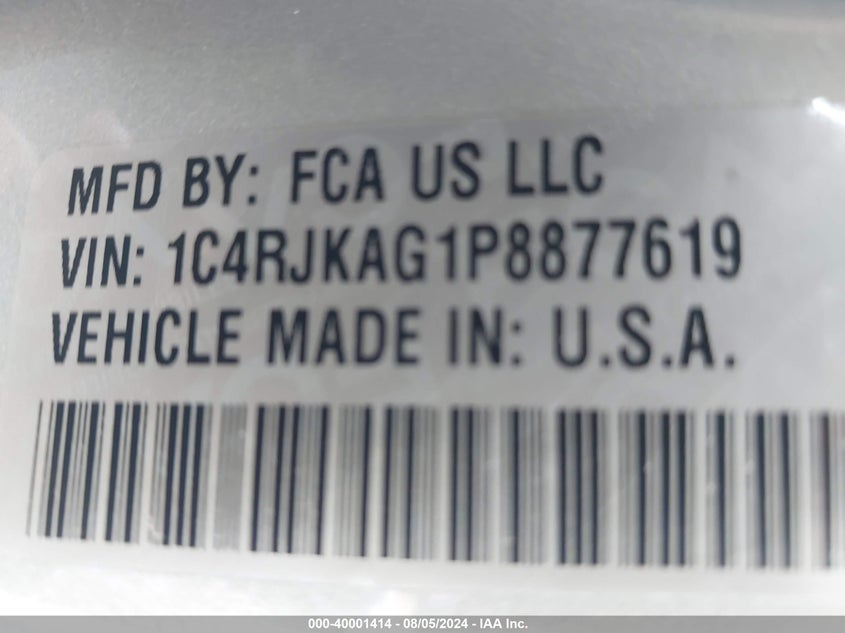 MFD BY: FCA US LLC
VIN: 1C4RJKAG1P8877619
VEHICLE MADE IN: U.S.A.
000-40001414 - 08/05/2024 - IAA Inc.